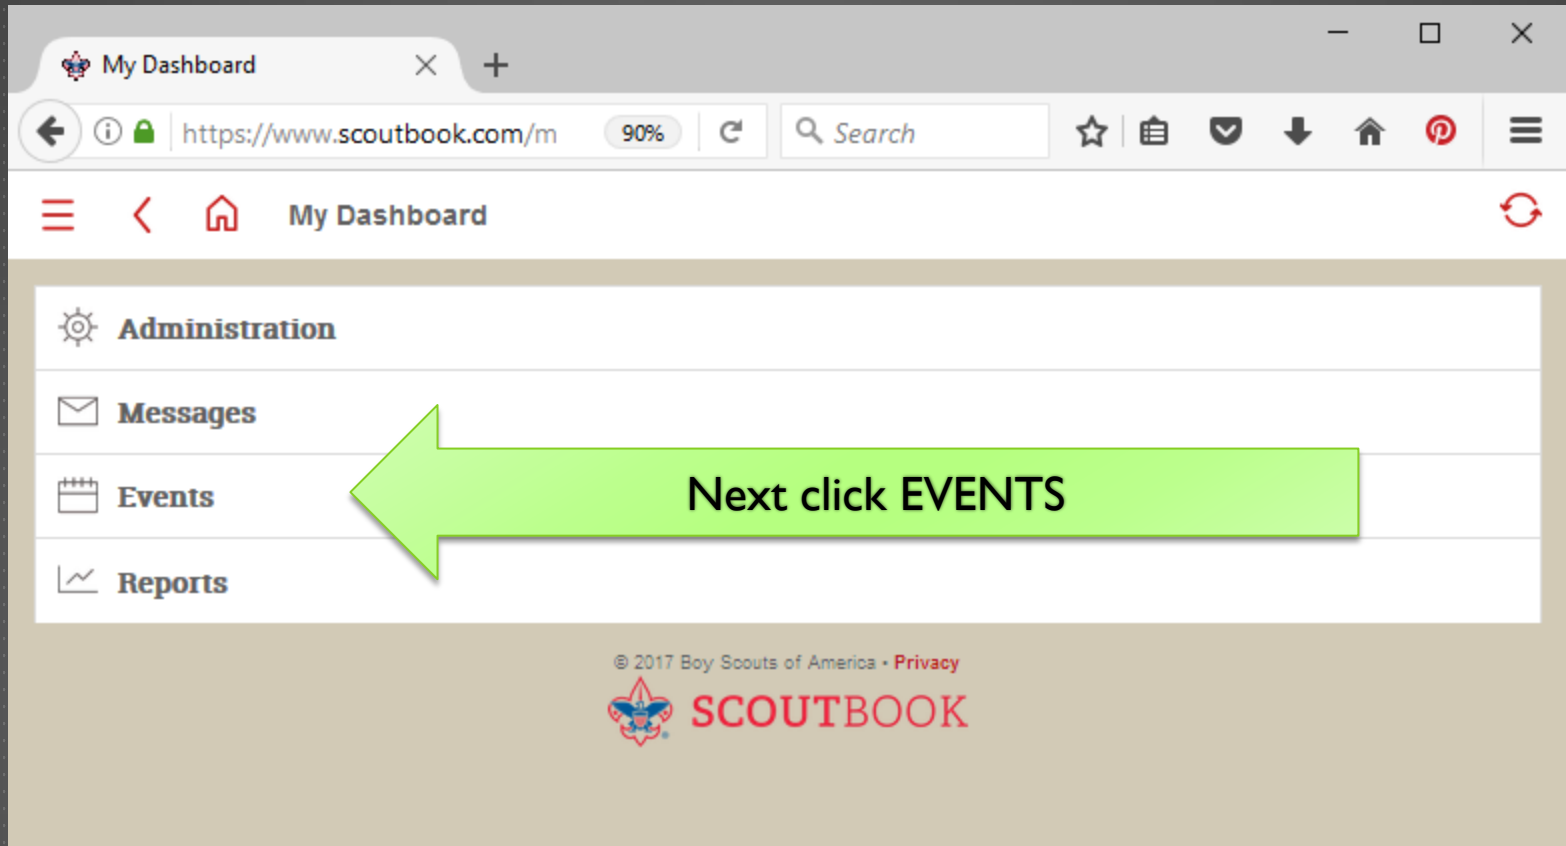 My Dashboard
https://www.scoutbook.com/m 90% Search
My Dashboard
Administration
Messages
Events
Next click EVENTS
Reports
© 2017 Boy Scouts of America • Privacy
SCOUTBOOK